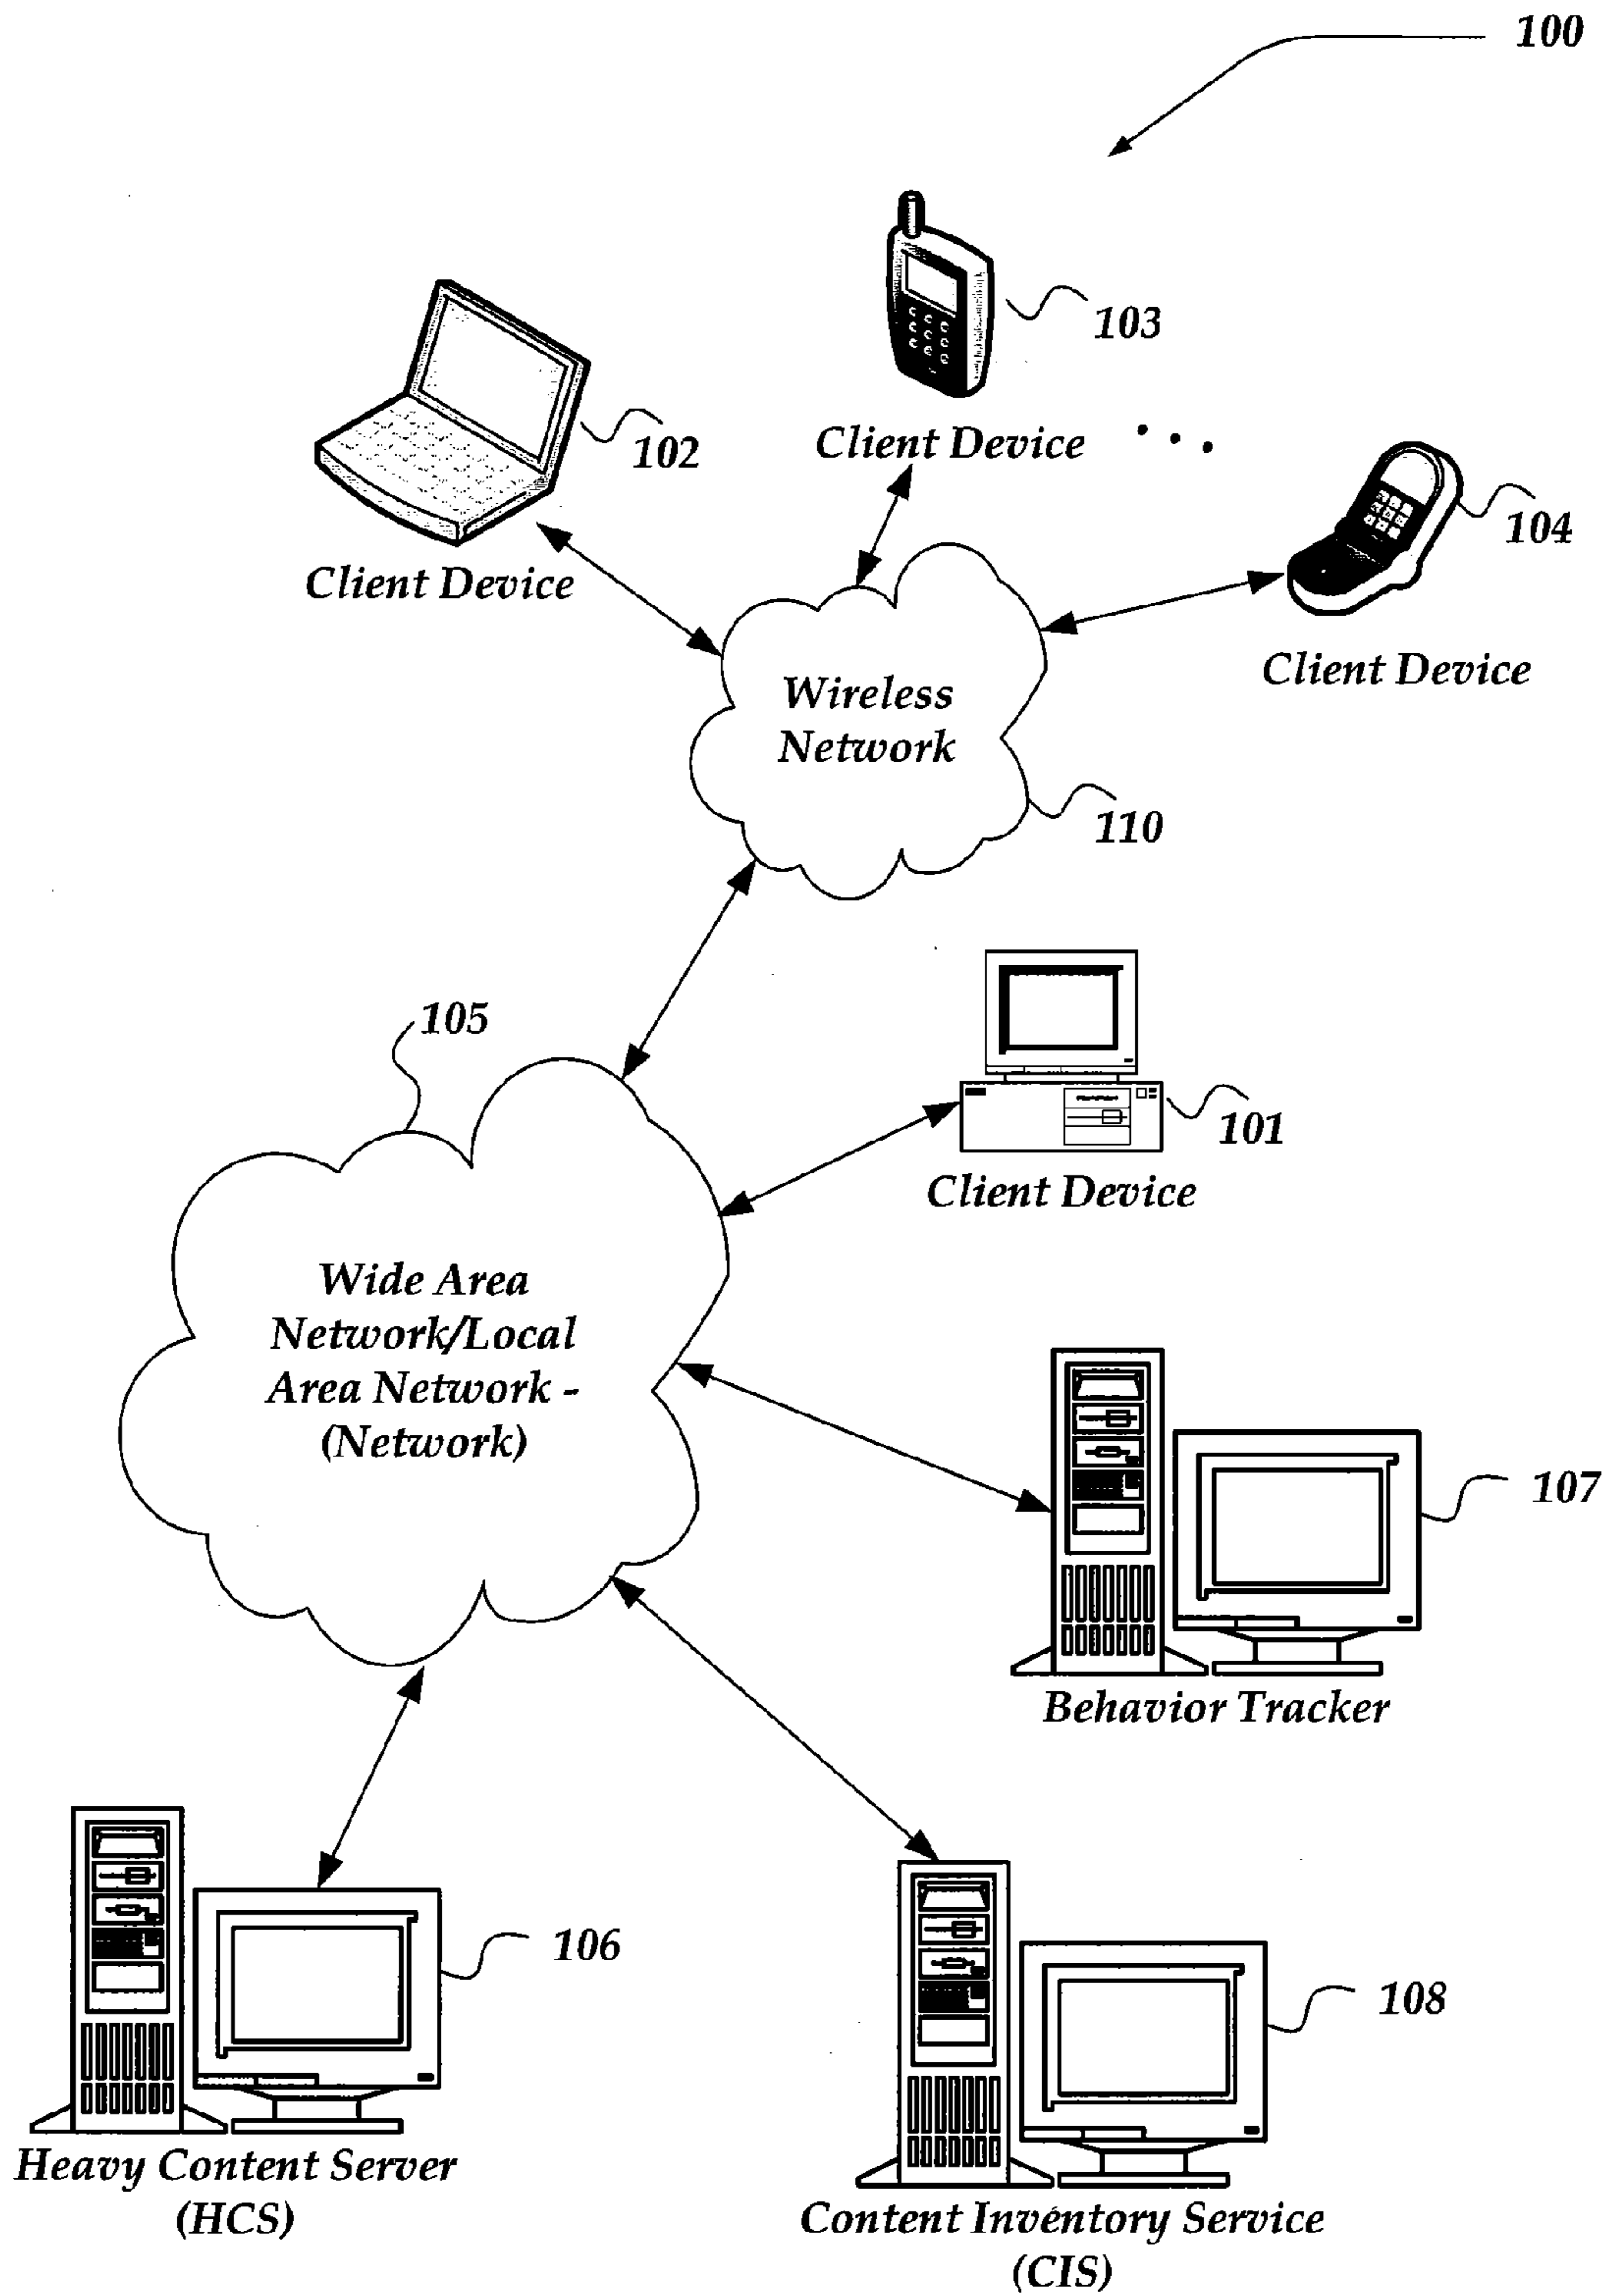 100
103
102
Client Device
104
Client Device
Client Device
Wireless
Network
110
105
101
Client Device
Wide Area
Network/Local
Area Network -
(Network)
107
Behavior Tracker
106
108
Heavy Content Server
(HCS)
Content Inventory Service
(CIS)